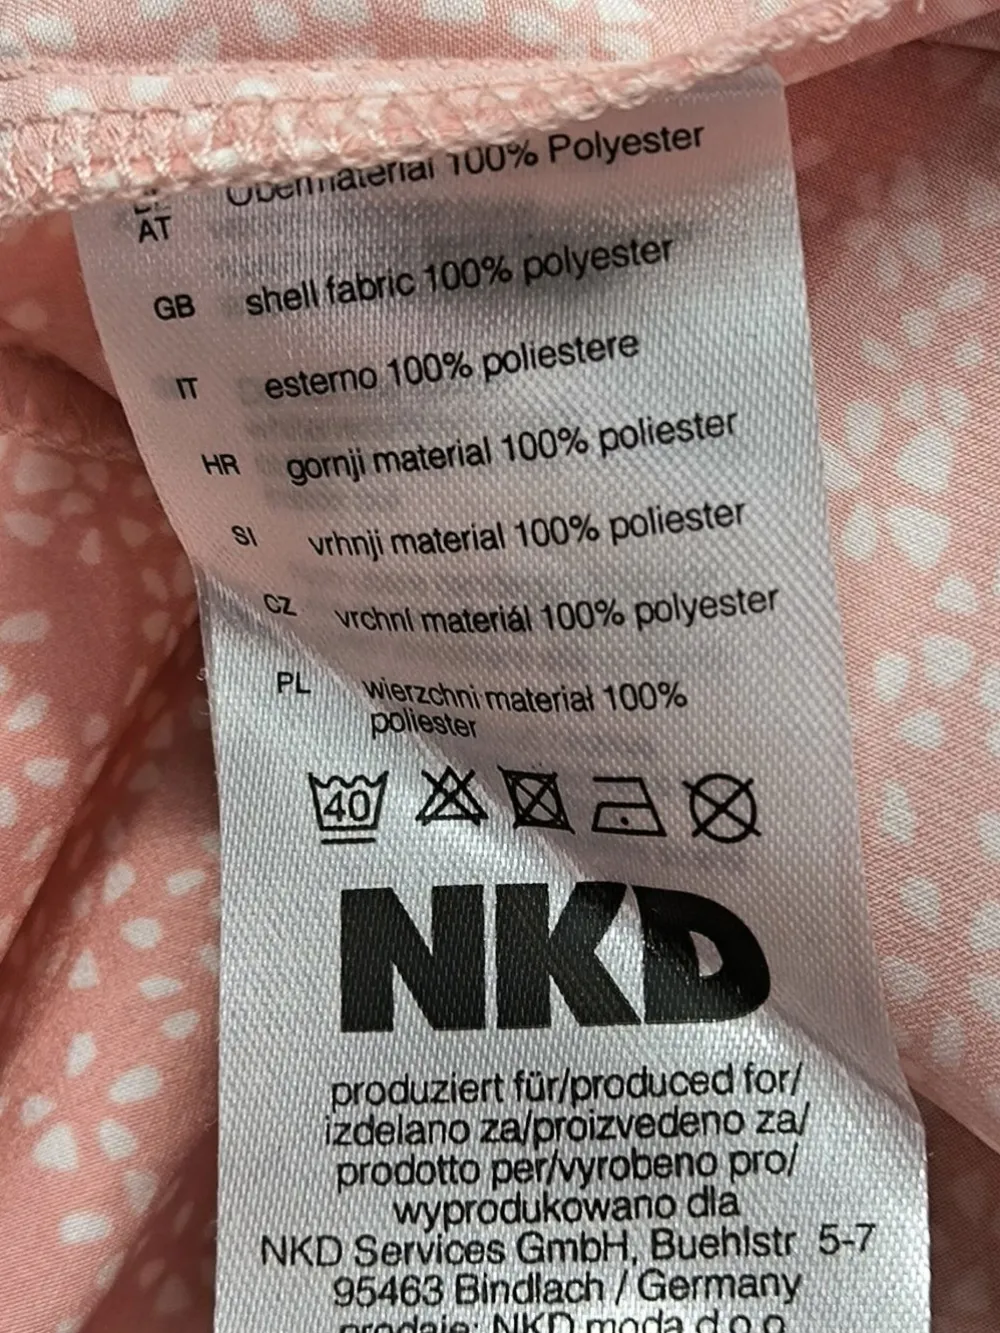 Obermaterial 100% Polyester
AT
GB shell fabric 100% polyester
IT esterno 100% poliestere
HR gornji material 100% poliester
SI vrhnji material 100% poliester
CZ vrchní materiál 100% polyester
PL wierzchni materiał 100%
poliester
40
NKD
produziert für/produced for/
izdelano za/proizvedeno za/
prodotto per/vyrobeno pro/
wyprodukowano dla
NKD Services GmbH, Buehlstr 5-7
95463 Bindlach / Germany
prodaje: NKD moda d.o.o.